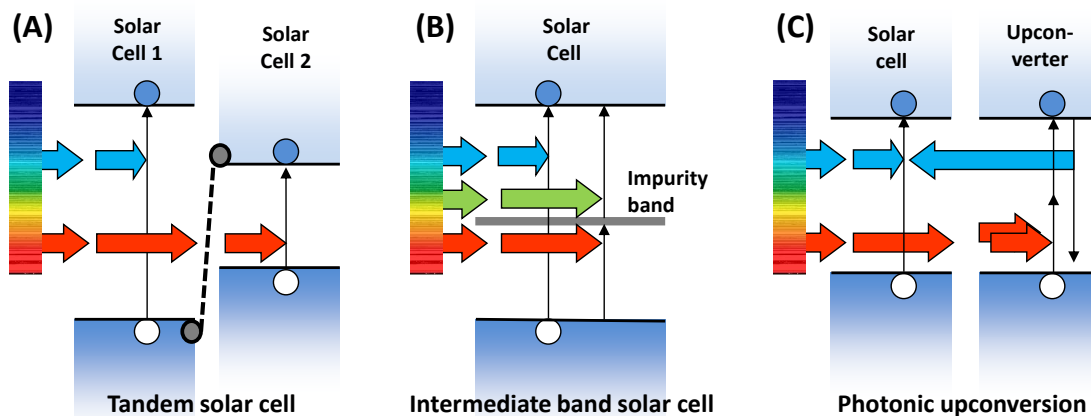 (A)
Solar
Cell 1
Solar
Cell 2
Tandem solar cell
(B)
Solar
Cell
Impurity
band
Intermediate band solar cell
(C)
Solar
cell
Upcon-
verter
Photonic upconversion